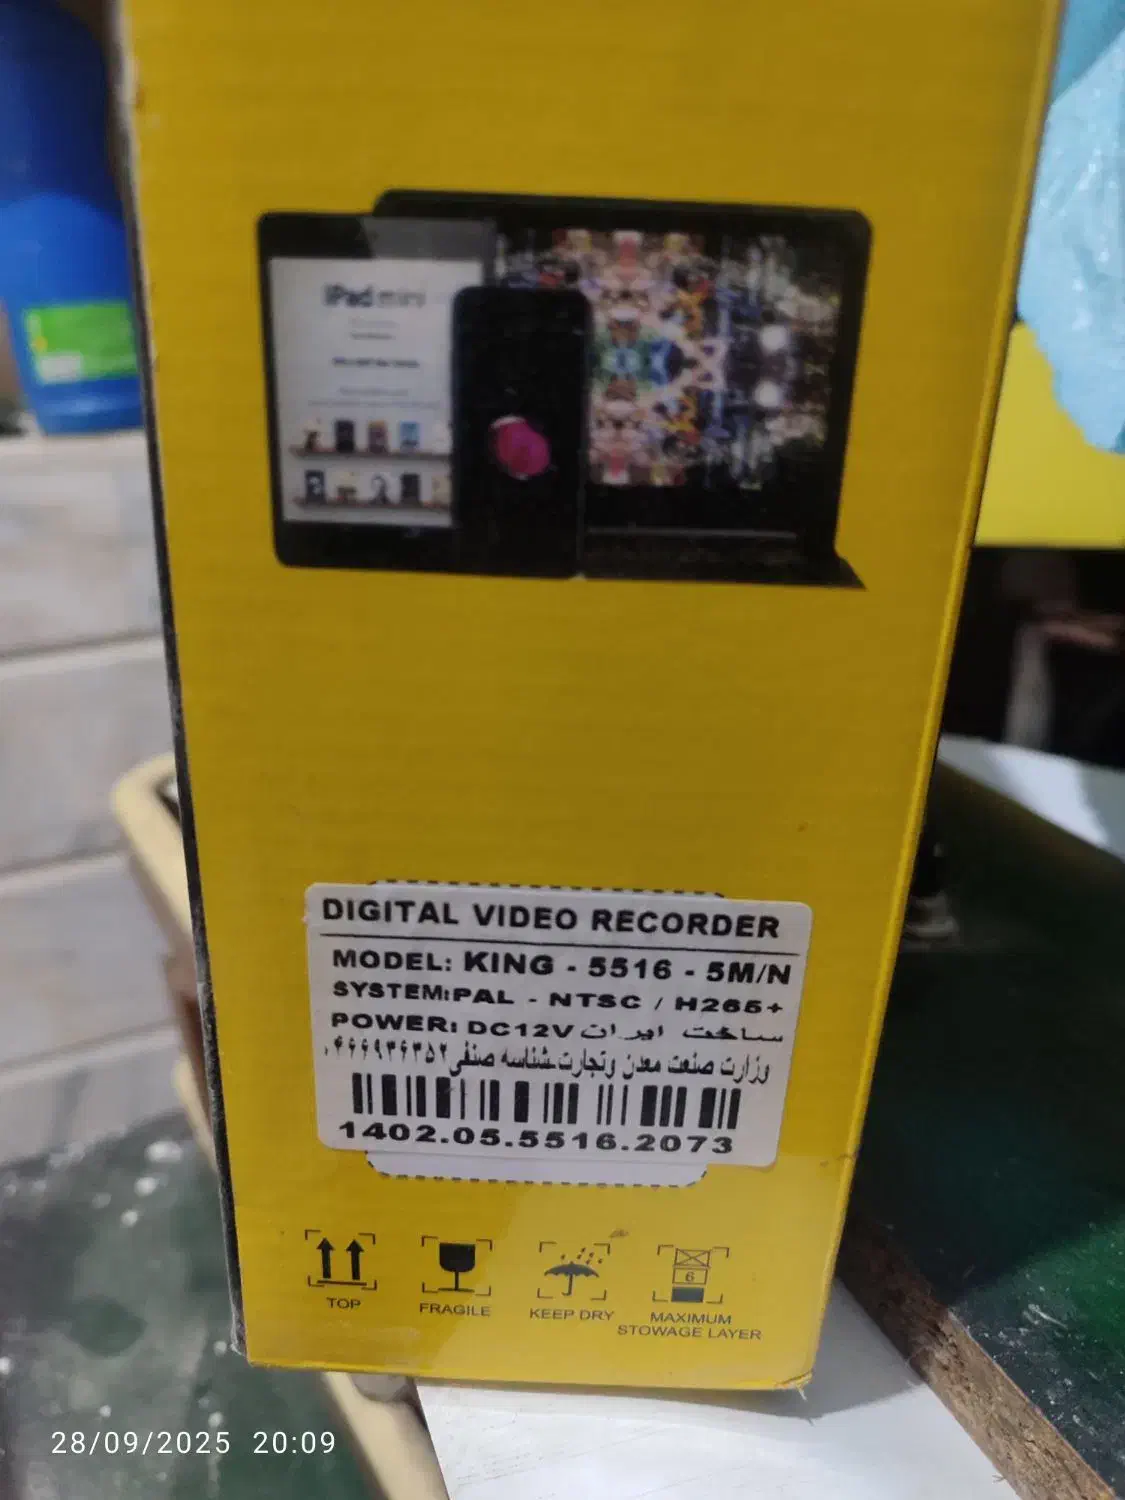 iPad mini
DIGITAL VIDEO RECORDER
MODEL: KING - 5516 - 5M/N
SYSTEM:PAL - NTSC / H265+
POWER: DC12V ساخت ایران
وزارت صنعت معدن وتجارت-شناسه صنفی
1402.05.5516.2073
6
TOP
FRAGILE
KEEP DRY
MAXIMUM
STOWAGE LAYER
28/09/2025 20:09